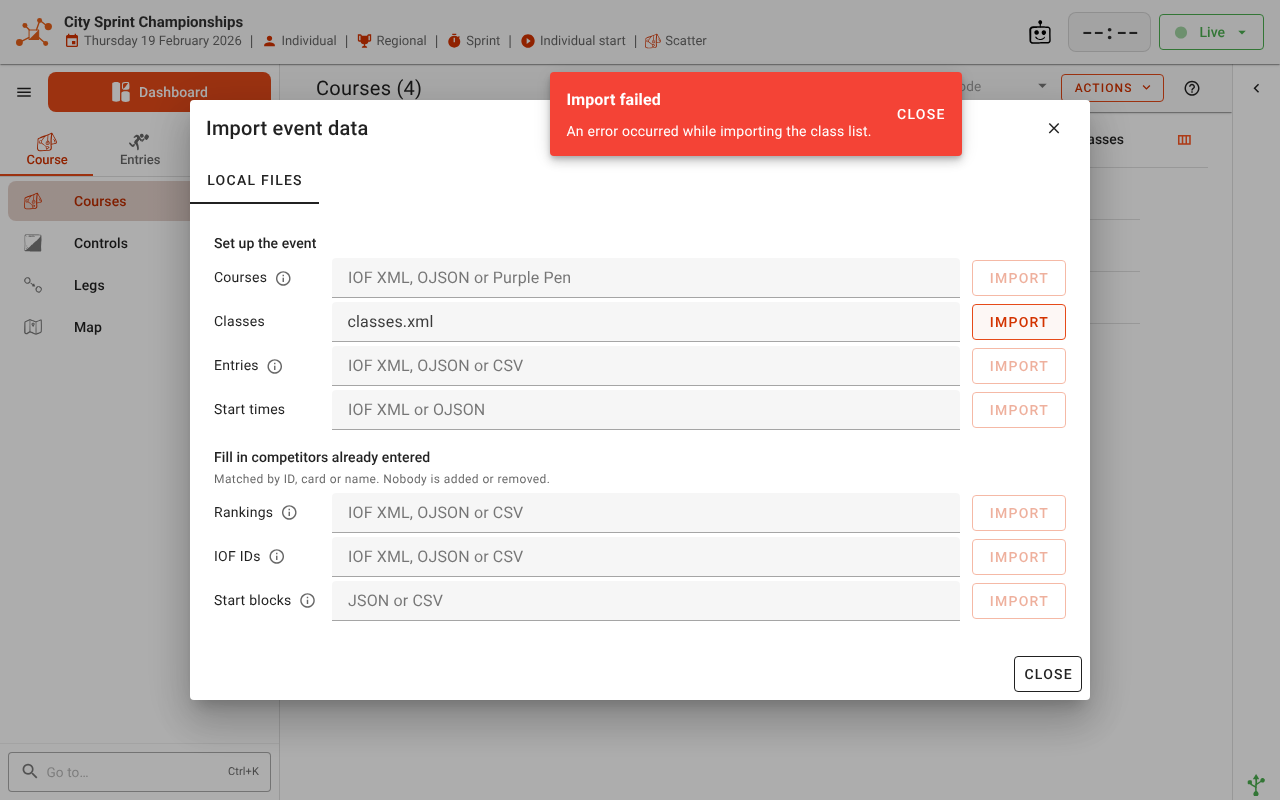 City Sprint Championships
Thursday 19 February 2026 | Individual | Regional | Sprint | Individual start | Scatter
--:--
Live
Dashboard
Courses (4)
ACTIONS
Import failed
An error occurred while importing the class list.
CLOSE
Course
Entries
Courses
Controls
Legs
Map
Import event data
LOCAL FILES
Set up the event
Courses IOF XML, OJSON or Purple Pen IMPORT
Classes classes.xml IMPORT
Entries IOF XML, OJSON or CSV IMPORT
Start times IOF XML or OJSON IMPORT
Fill in competitors already entered
Matched by ID, card or name. Nobody is added or removed.
Rankings IOF XML, OJSON or CSV IMPORT
IOF IDs IOF XML, OJSON or CSV IMPORT
Start blocks JSON or CSV IMPORT
CLOSE
Go to... Ctrl+K